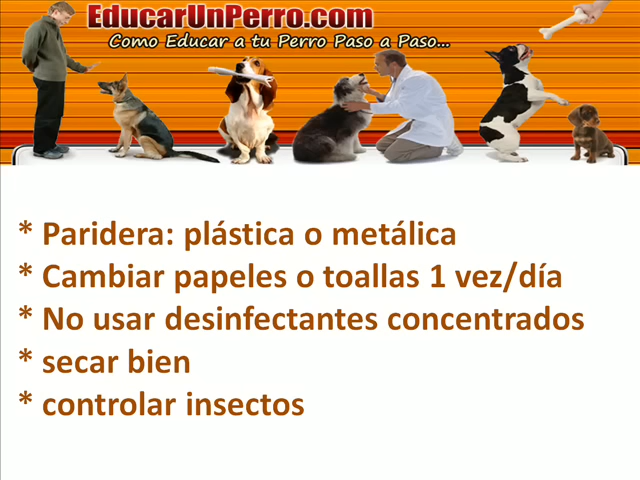 EducarUnPerro.com
Como Educar a tu Perro Paso a Paso...
* Paridera: plástica o metálica
* Cambiar papeles o toallas 1 vez/día
* No usar desinfectantes concentrados
* secar bien
* controlar insectos